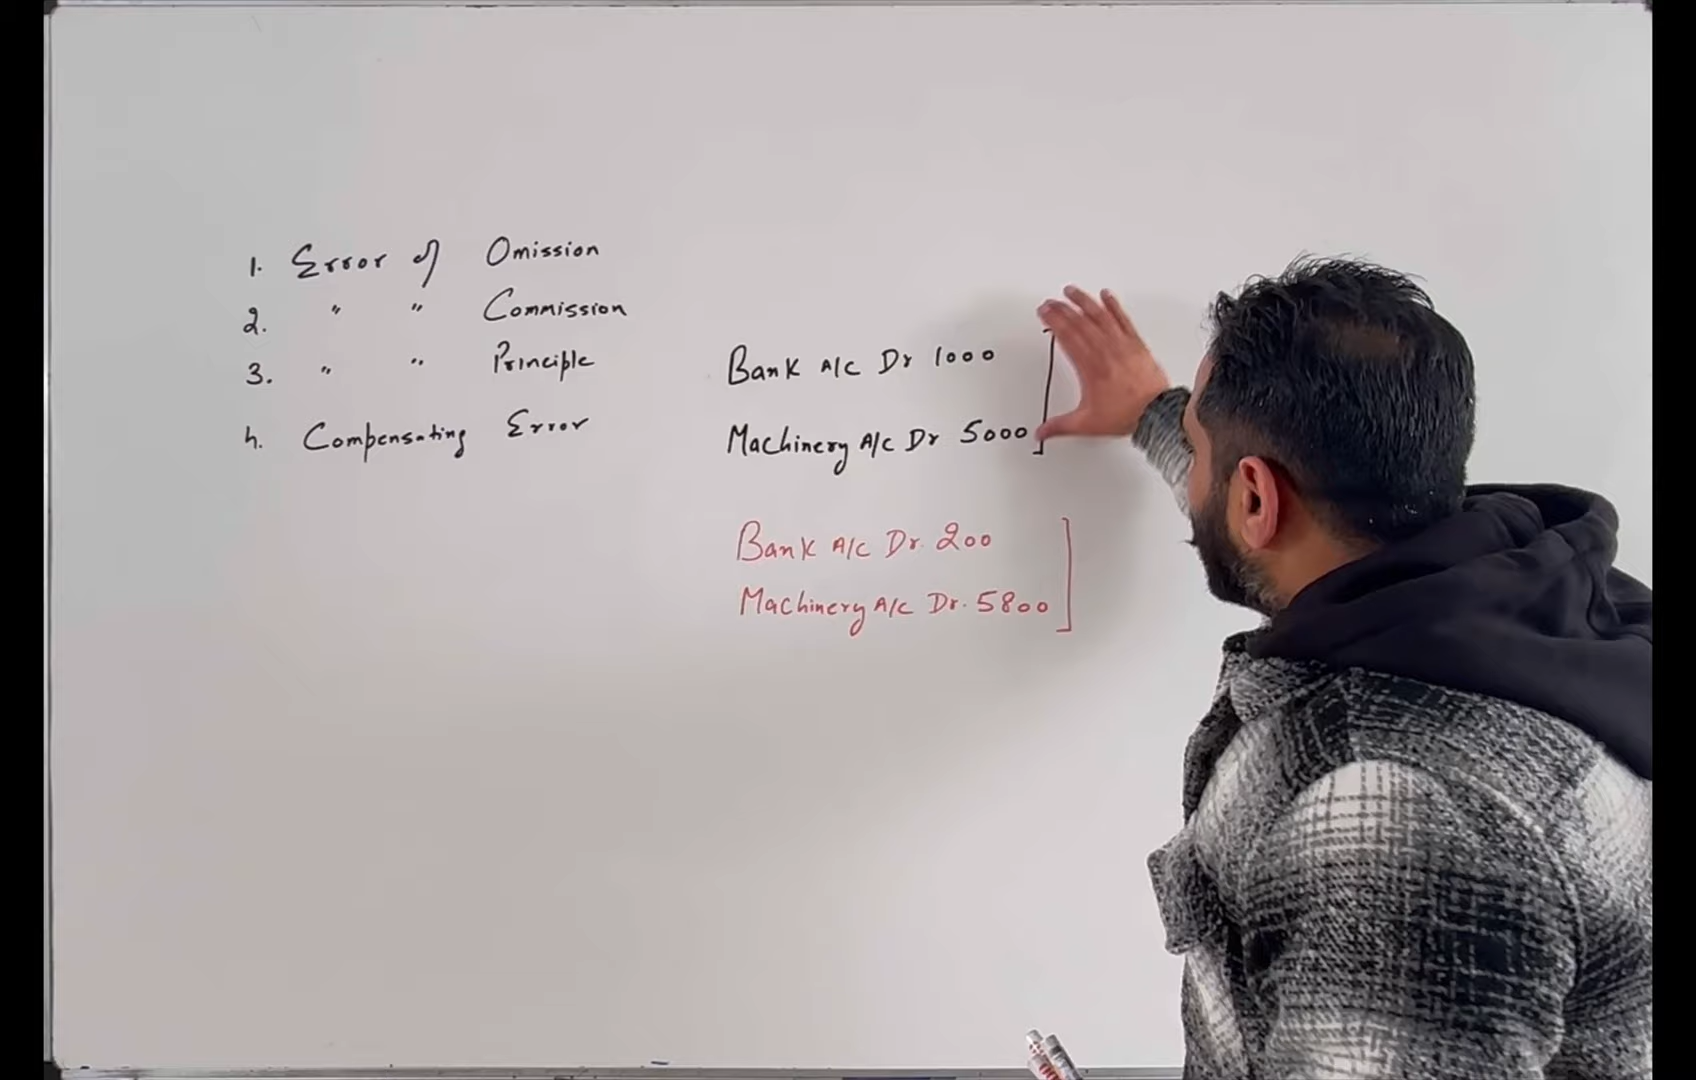 1. Error of Omission
2. " " Commission
3. " " Principle
4. Compensating Error
Bank A/C Dr 1000
Machinery A/C Dr 5000
Bank A/C Dr. 200
Machinery A/C Dr. 5800